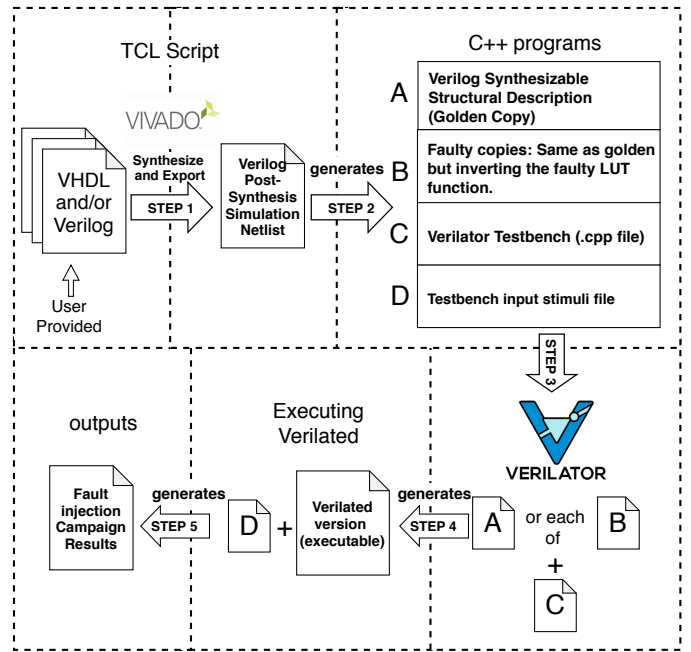 TCL Script
C++ programs
VIVADO
Synthesize
and Export
STEP 1
VHDL
and/or
Verilog
User
Provided
Verilog
Post-
Synthesis
Simulation
Netlist
generates
STEP 2
A
Verilog Synthesizable
Structural Description
(Golden Copy)
B
Faulty copies: Same as golden
but inverting the faulty LUT
function.
C
Verilator Testbench (.cpp file)
D
Testbench input stimuli file
STEP 3
VERILATOR
A
or each
of
B
+
C
generates
STEP 4
Executing
Verilated
Verilated
version
(executable)
+
D
generates
STEP 5
outputs
Fault
injection
Campaign
Results